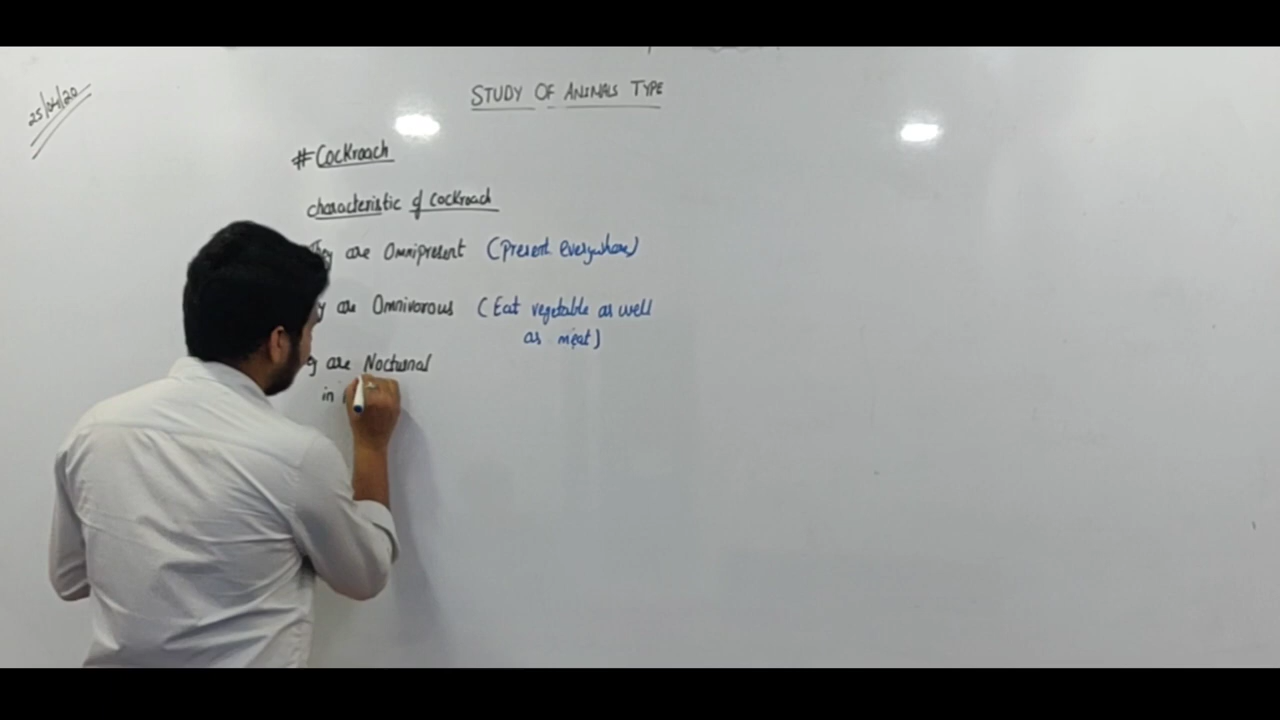 25/04/20
STUDY OF ANIMALS TYPE
# Cockroach
characteristic of cockroach
are Omnipresent (Present everywhere)
are Omnivorous (Eat vegetable as well
as meat)
are Nocturnal
in